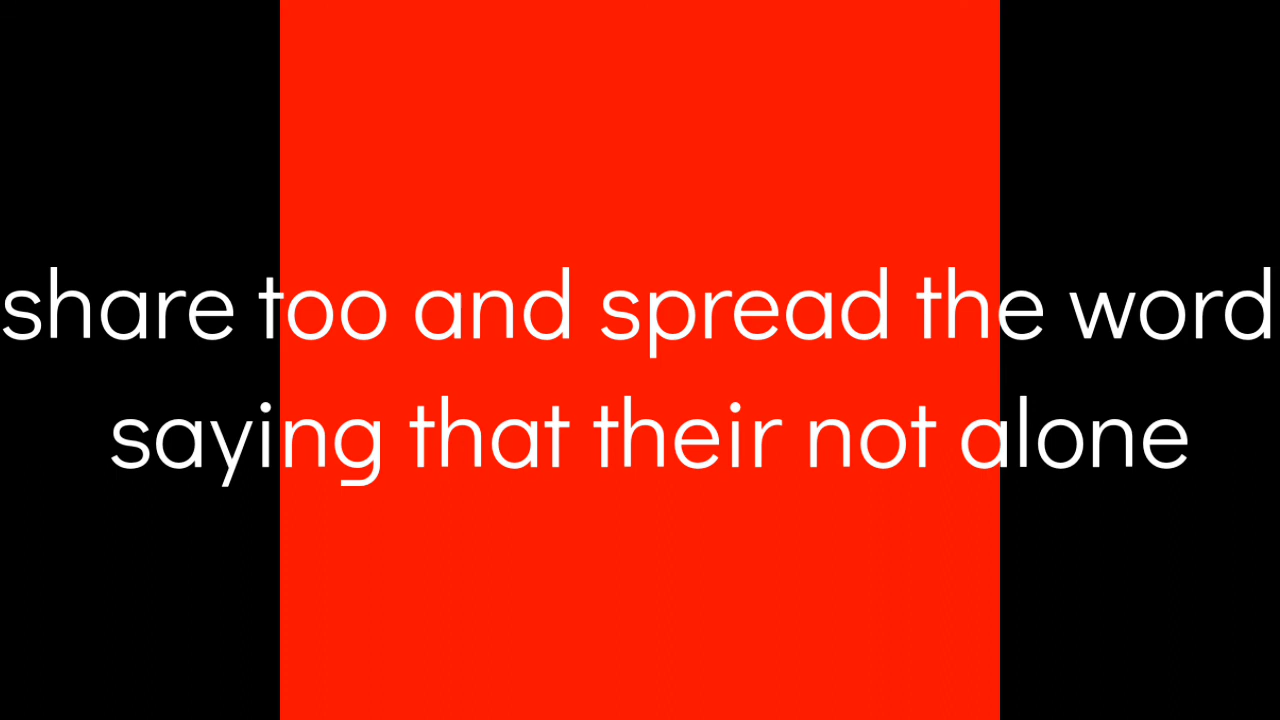 share too and spread the word
saying that their not alone